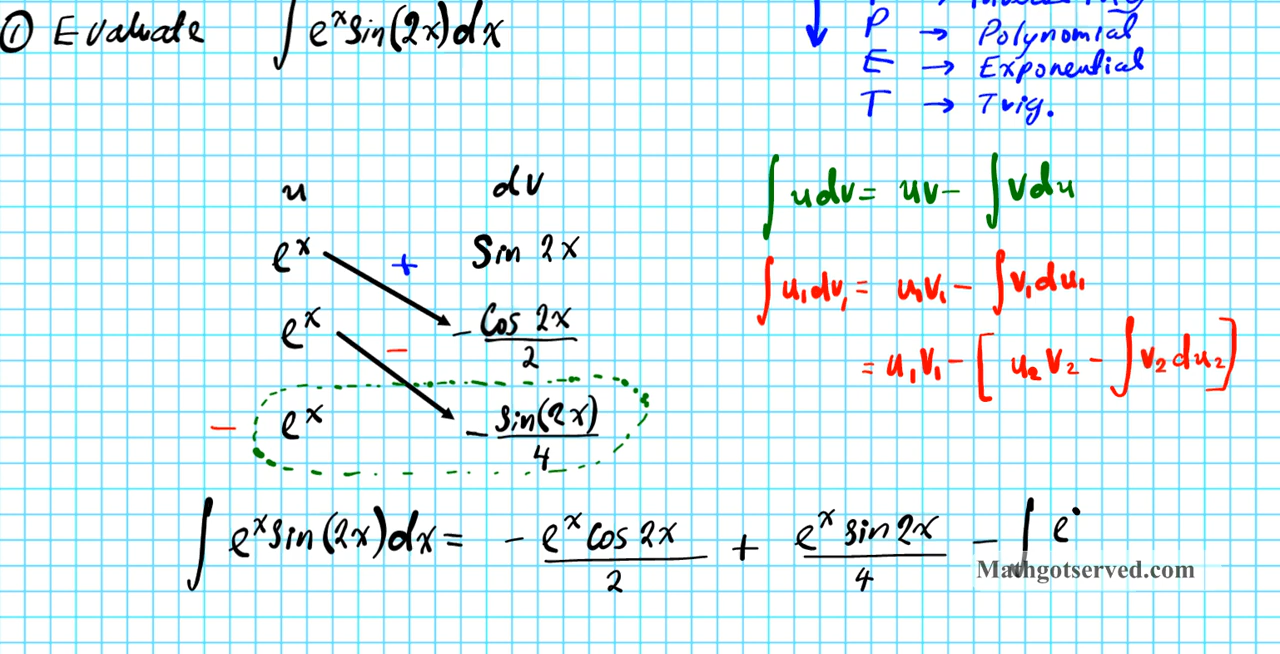 ① Evaluate ∫ e^x sin(2x) dx
P → Polynomial
E → Exponential
T → Trig.
u dv
e^x + sin 2x
e^x − −cos 2x / 2
− e^x −sin(2x) / 4
∫ u dv = uv − ∫ v du
∫ u₁dv₁ = u₁v₁ − ∫ v₁du₁
= u₁v₁ − [ u₂v₂ − ∫ v₂du₂ ]
∫ e^x sin(2x) dx = − e^x cos 2x / 2 + e^x sin 2x / 4 − ∫ e
Mathgotserved.com